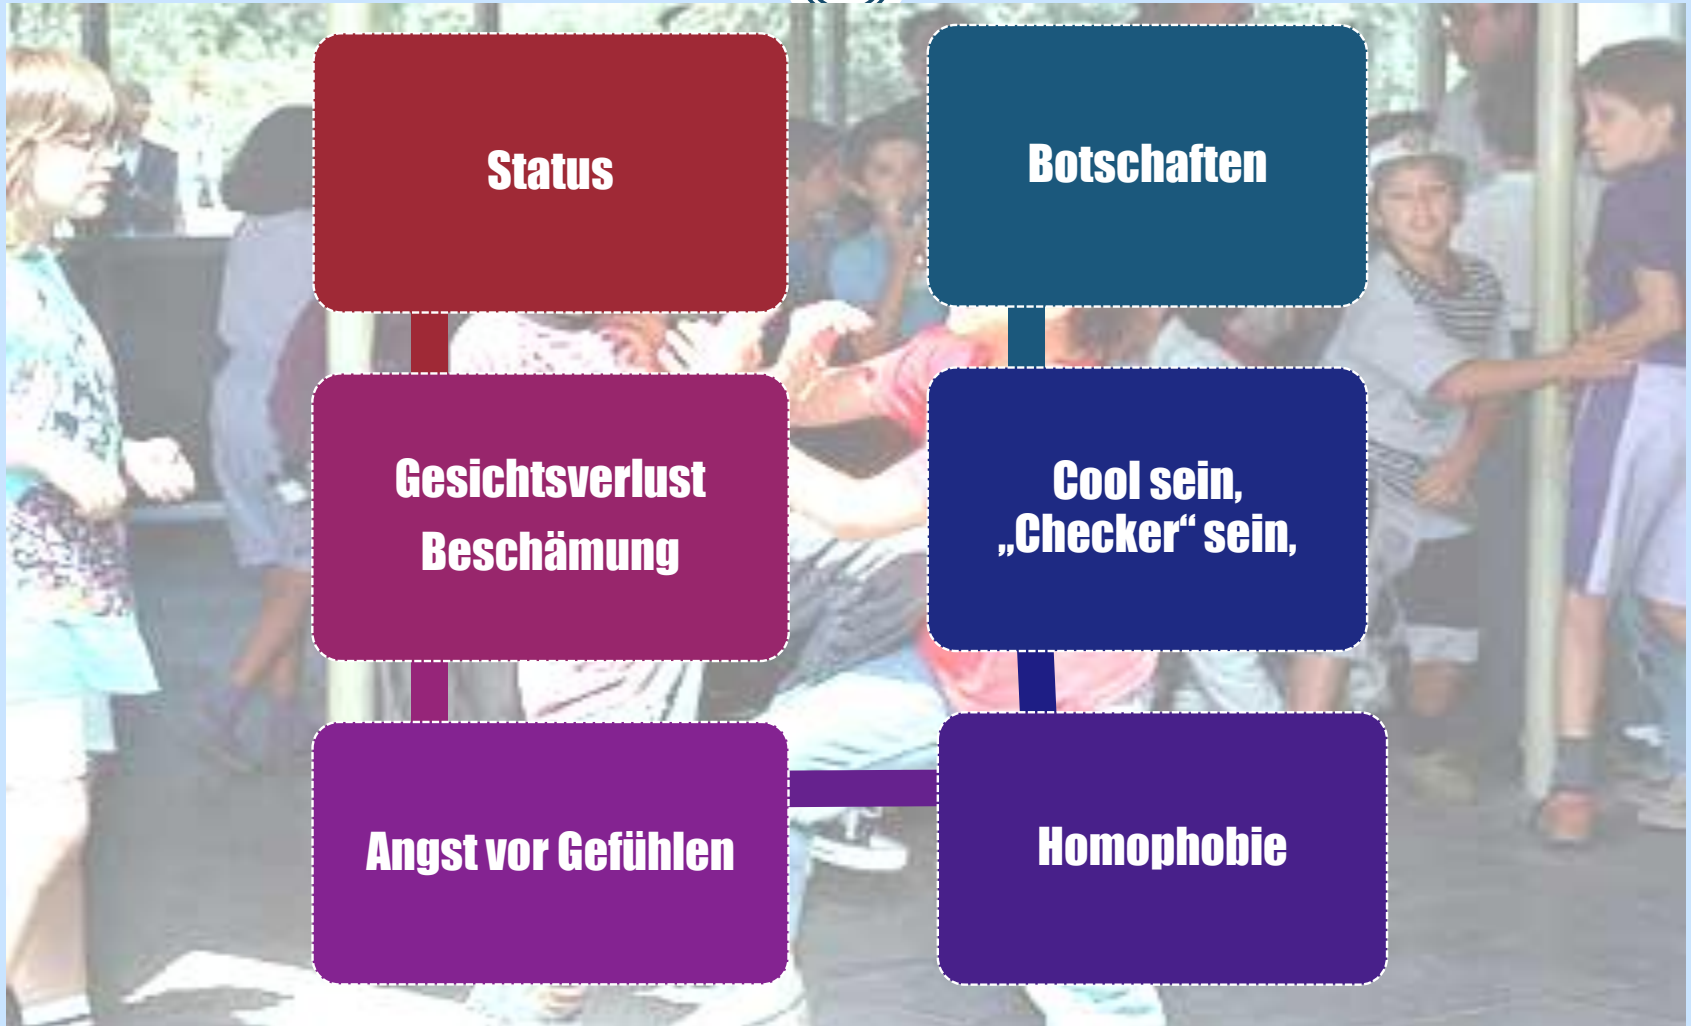 Status
Gesichtsverlust
Beschämung
Angst vor Gefühlen
Homophobie
Cool sein,
„Checker“ sein,
Botschaften